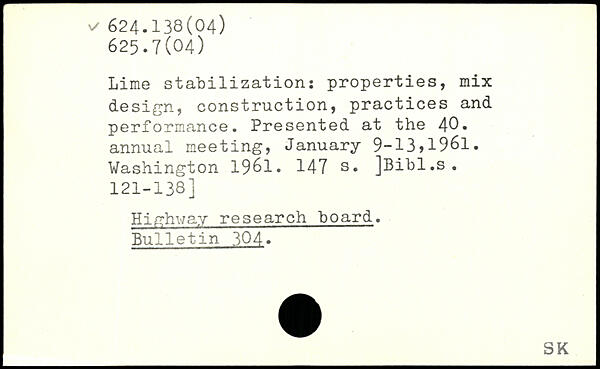 ✓ 624.138(04)
625.7(04)
Lime stabilization: properties, mix
design, construction, practices and
performance. Presented at the 40.
annual meeting, January 9-13,1961.
Washington 1961. 147 s. ]Bibl.s.
121-138]
Highway research board.
Bulletin 304.
SK